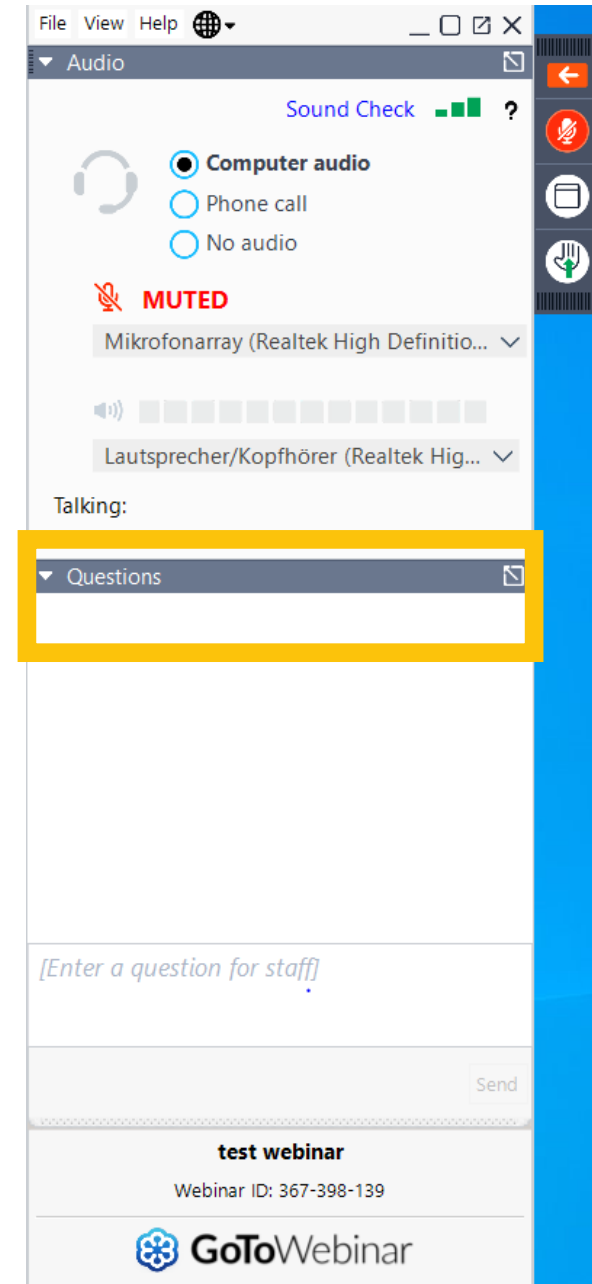 File View Help
Audio
Sound Check ?
Computer audio
Phone call
No audio
MUTED
Mikrofonarray (Realtek High Definitio...
Lautsprecher/Kopfhörer (Realtek Hig...
Talking:
Questions
[Enter a question for staff]
Send
test webinar
Webinar ID: 367-398-139
GoToWebinar